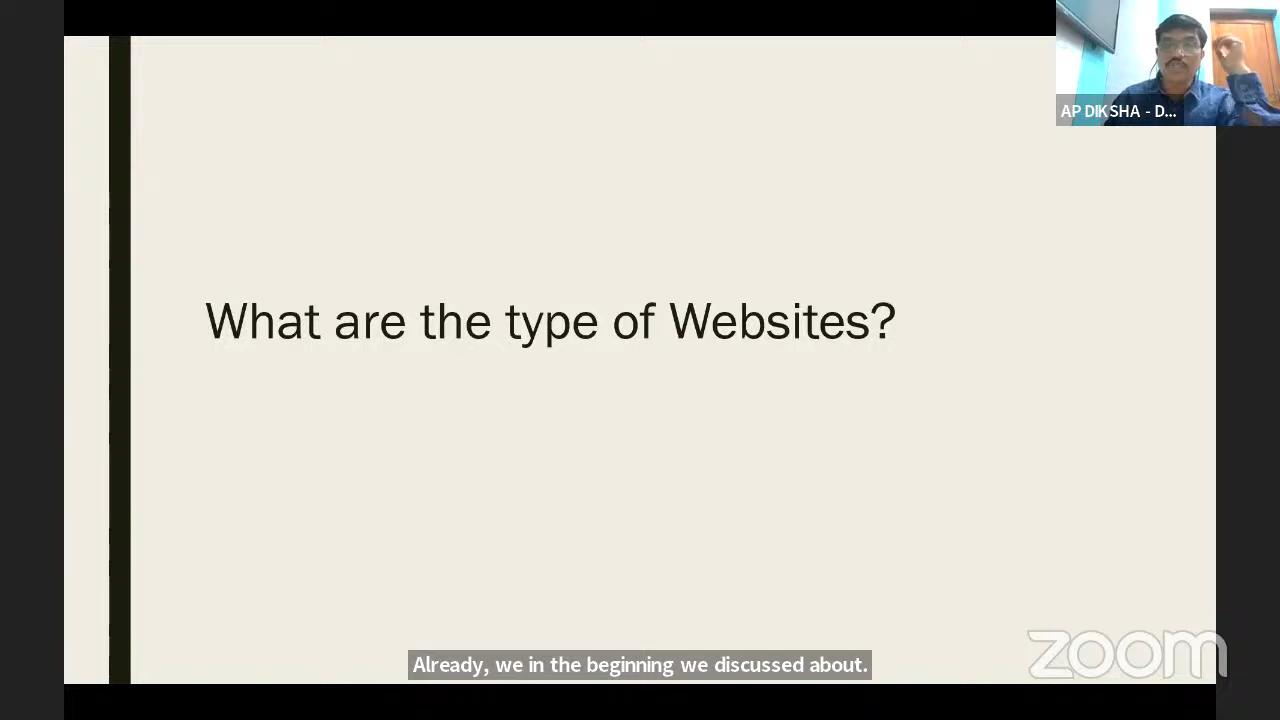 AP DIKSHA - D...
What are the type of Websites?
Already, we in the beginning we discussed about.
zoom